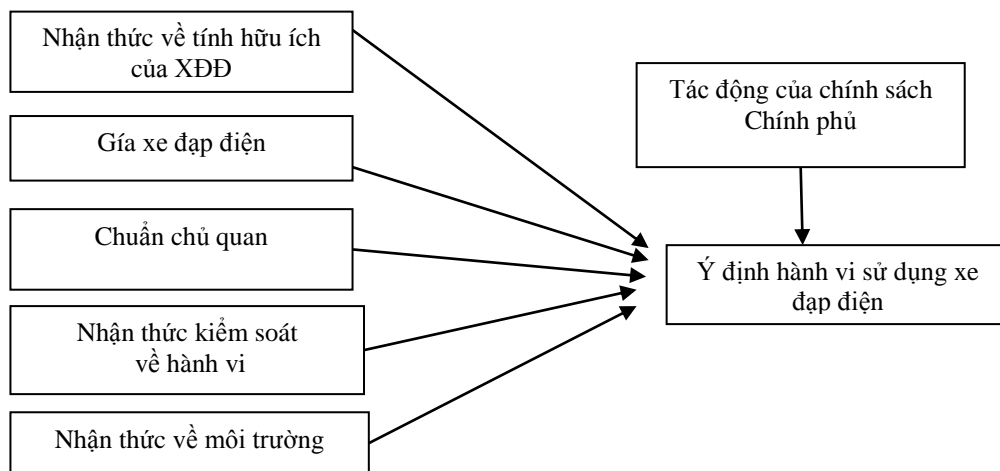 Nhận thức về tính hữu ích
của XĐĐ
Gía xe đạp điện
Chuẩn chủ quan
Nhận thức kiểm soát
về hành vi
Nhận thức về môi trường
Tác động của chính sách
Chính phủ
Ý định hành vi sử dụng xe
đạp điện